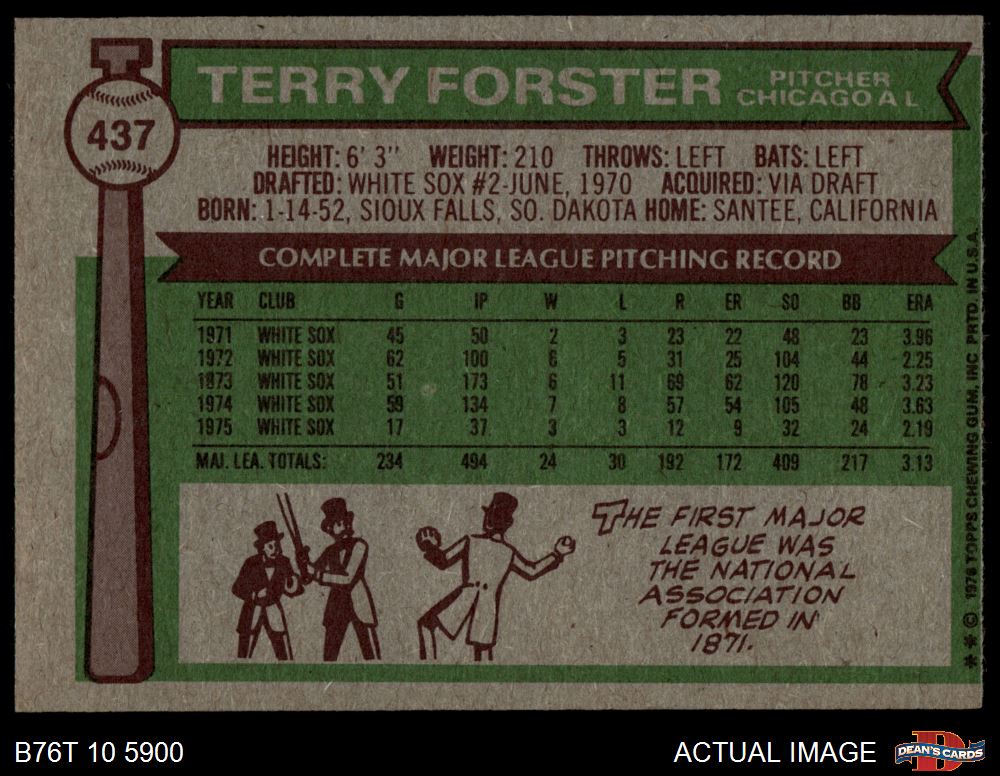 437
TERRY FORSTER PITCHER CHICAGO A L
HEIGHT: 6' 3" WEIGHT: 210 THROWS: LEFT BATS: LEFT
DRAFTED: WHITE SOX #2-JUNE, 1970 ACQUIRED: VIA DRAFT
BORN: 1-14-52, SIOUX FALLS, SO. DAKOTA HOME: SANTEE, CALIFORNIA
COMPLETE MAJOR LEAGUE PITCHING RECORD
YEAR CLUB G IP W L R ER SO BB ERA
1971 WHITE SOX 45 50 2 3 23 22 48 23 3.96
1972 WHITE SOX 62 100 6 5 31 25 104 44 2.25
1973 WHITE SOX 51 173 6 11 69 62 120 78 3.23
1974 WHITE SOX 59 134 7 8 57 54 105 48 3.63
1975 WHITE SOX 17 37 3 3 12 9 32 24 2.19
MAJ. LEA. TOTALS: 234 494 24 30 192 172 409 217 3.13
THE FIRST MAJOR
LEAGUE WAS
THE NATIONAL
ASSOCIATION
FORMED IN
1871.
* * © 1976 TOPPS CHEWING GUM, INC PRTD. IN U.S.A.
B76T 10 5900
ACTUAL IMAGE
DEAN'S CARDS